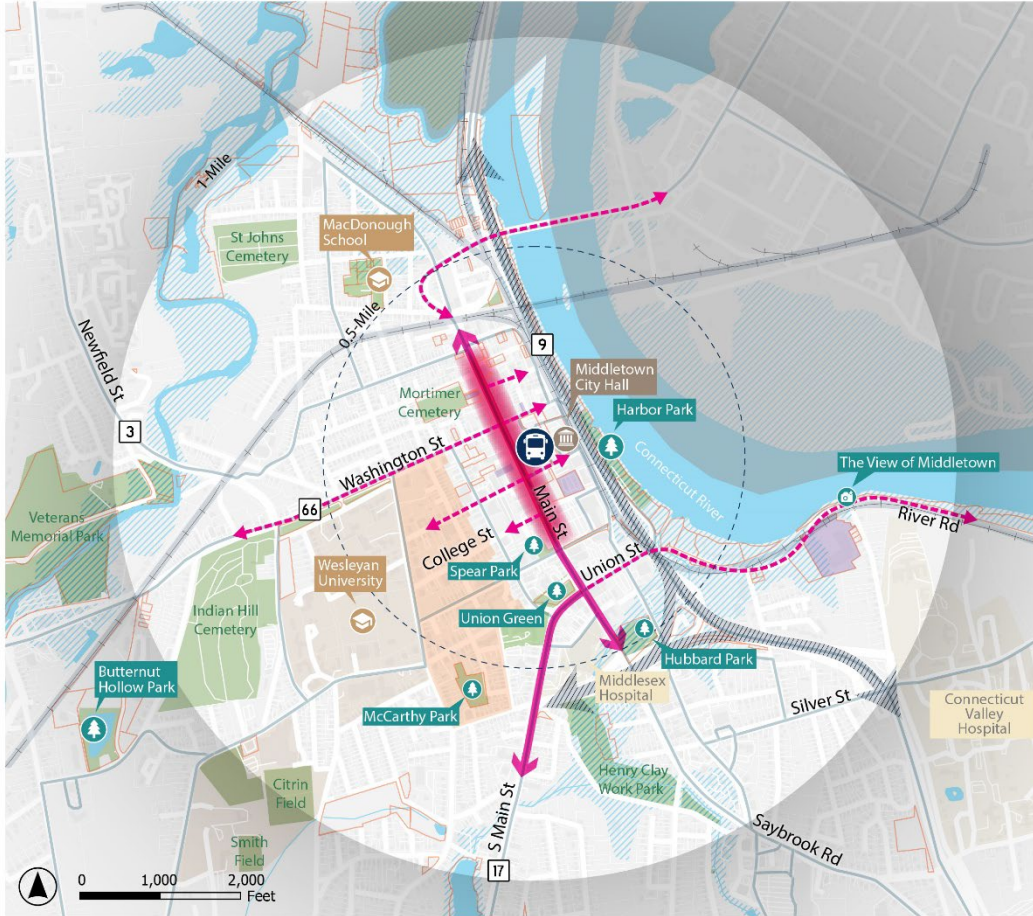 1-Mile
MacDonough
School
St Johns
Cemetery
0.5-Mile
Newfield St
9
Middletown
City Hall
Mortimer
Cemetery
Harbor Park
3
Washington St
Connecticut River
The View of Middletown
66
Main St
River Rd
Veterans
Memorial Park
College St
Spear Park
Union St
Wesleyan
University
Union Green
Indian Hill
Cemetery
Hubbard Park
Butternut
Hollow Park
Middlesex
Hospital
McCarthy Park
Silver St
Connecticut
Valley
Hospital
Citrin
Field
Henry Clay
Work Park
S Main St
Saybrook Rd
Smith
Field
17
0 1,000 2,000
Feet